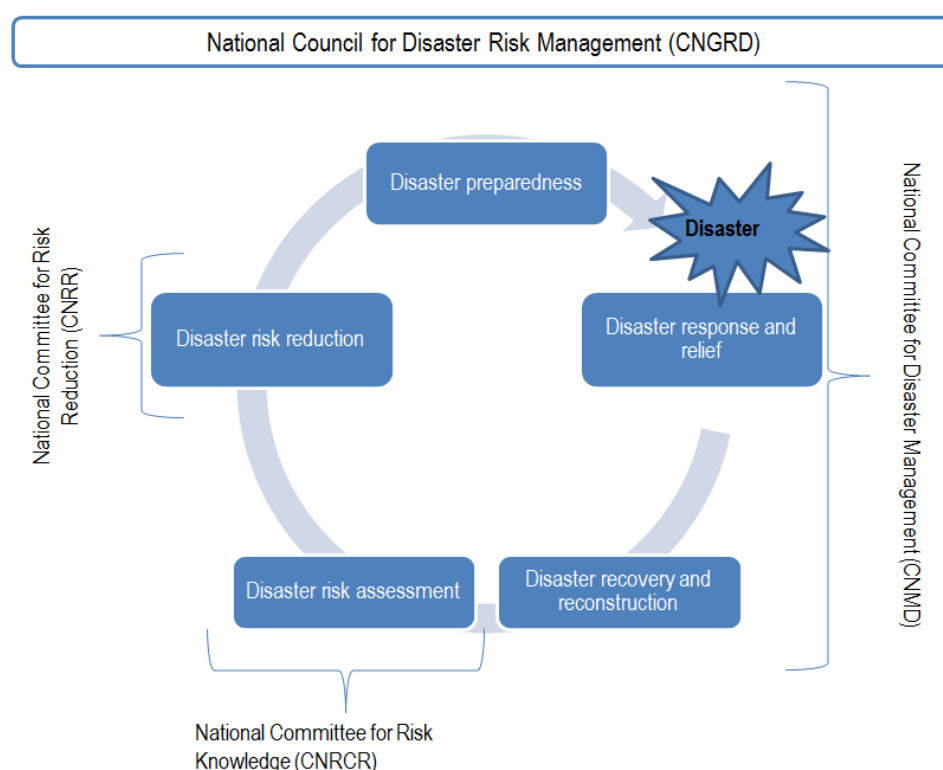 National Council for Disaster Risk Management (CNGRD)
Disaster preparedness
Disaster
National Committee for Risk
Reduction (CNRR)
Disaster risk reduction
Disaster response and
relief
National Committee for Disaster Management (CNMD)
Disaster risk assessment
Disaster recovery and
reconstruction
National Committee for Risk
Knowledge (CNRCR)